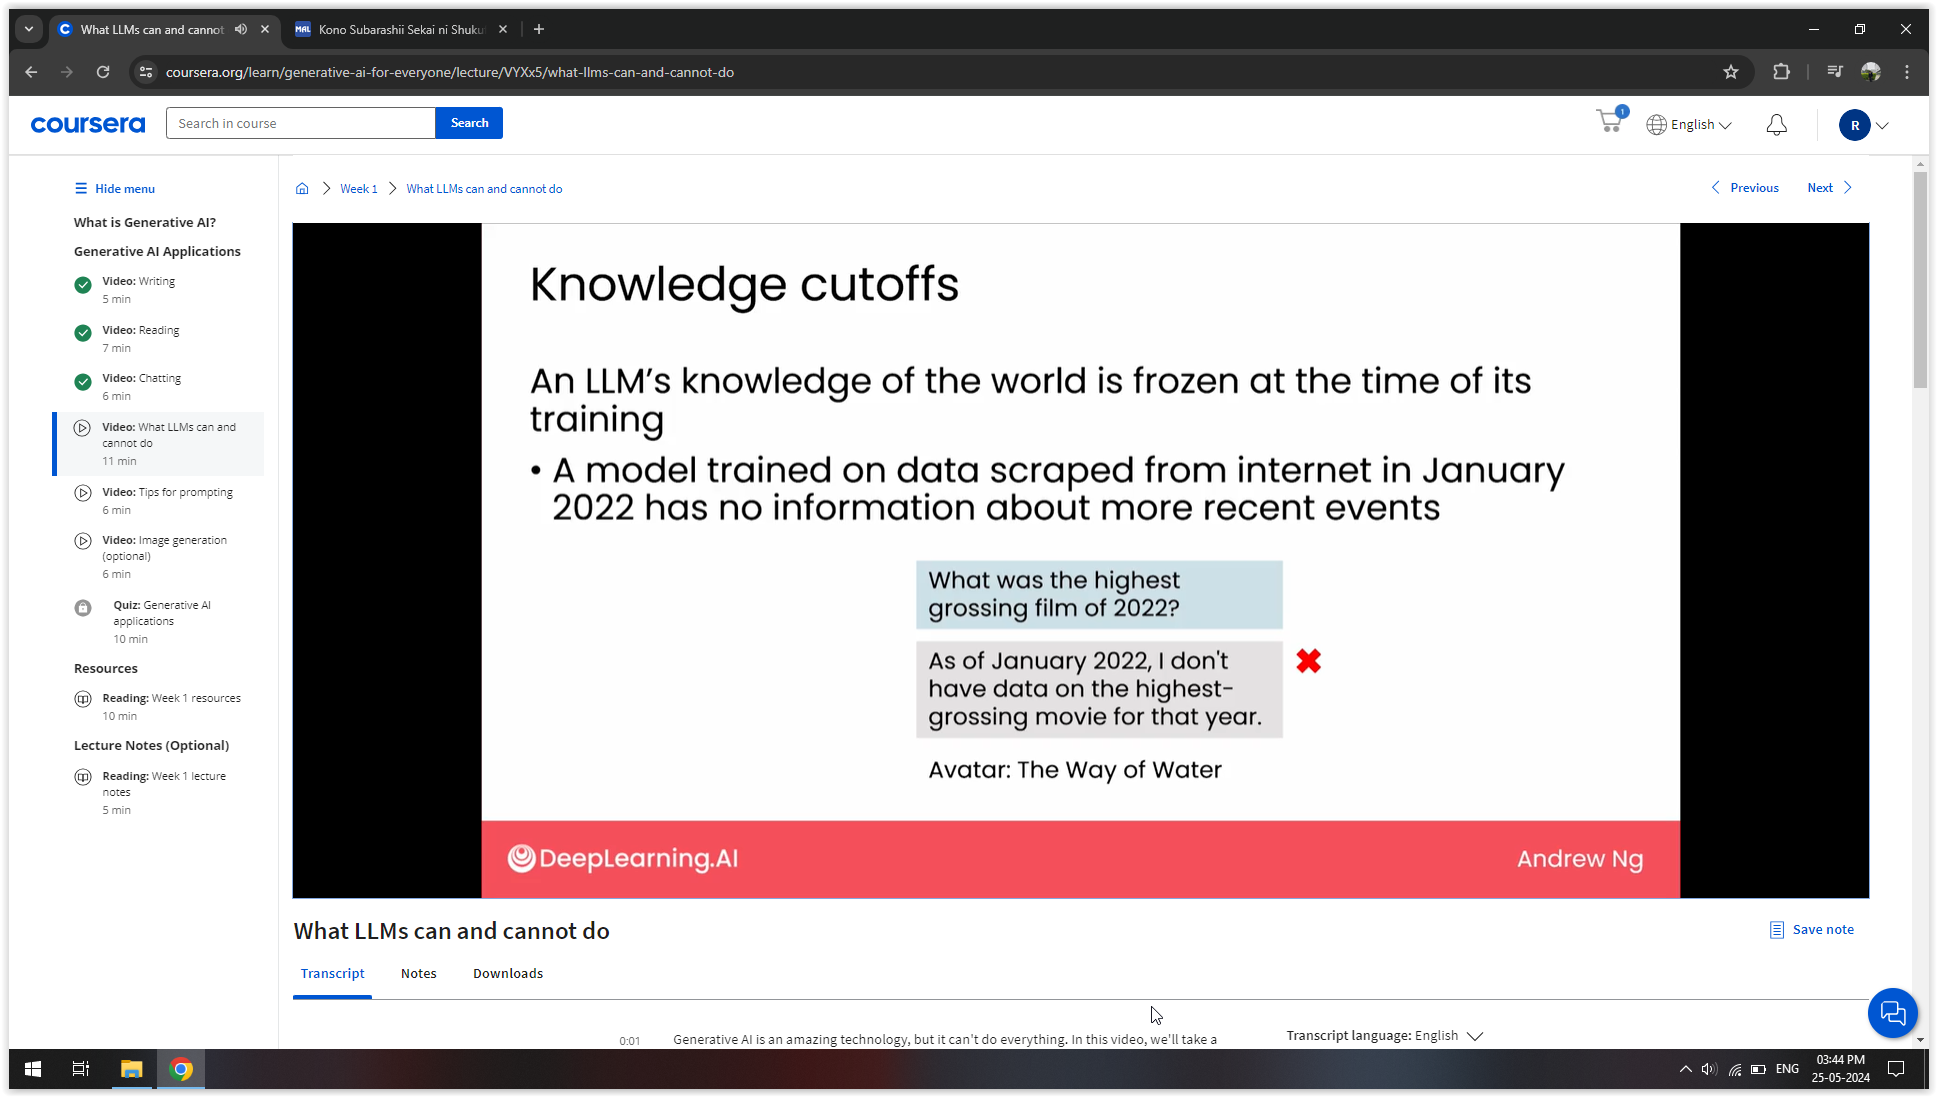 What LLMs can and cannot
Kono Subarashii Sekai ni Shuku
coursera.org/learn/generative-ai-for-everyone/lecture/VYXx5/what-llms-can-and-cannot-do
coursera
Search in course
Search
1
English
R
Hide menu
What is Generative AI?
Generative AI Applications
Video: Writing
5 min
Video: Reading
7 min
Video: Chatting
6 min
Video: What LLMs can and
cannot do
11 min
Video: Tips for prompting
6 min
Video: Image generation
(optional)
6 min
Quiz: Generative AI
applications
10 min
Resources
Reading: Week 1 resources
10 min
Lecture Notes (Optional)
Reading: Week 1 lecture
notes
5 min
Week 1
What LLMs can and cannot do
Previous
Next
Knowledge cutoffs
An LLM's knowledge of the world is frozen at the time of its
training
• A model trained on data scraped from internet in January
2022 has no information about more recent events
What was the highest
grossing film of 2022?
As of January 2022, I don't
have data on the highest-
grossing movie for that year.
Avatar: The Way of Water
DeepLearning.AI
Andrew Ng
What LLMs can and cannot do
Save note
Transcript
Notes
Downloads
0:01
Generative AI is an amazing technology, but it can't do everything. In this video, we'll take a
Transcript language: English
ENG
03:44 PM
25-05-2024